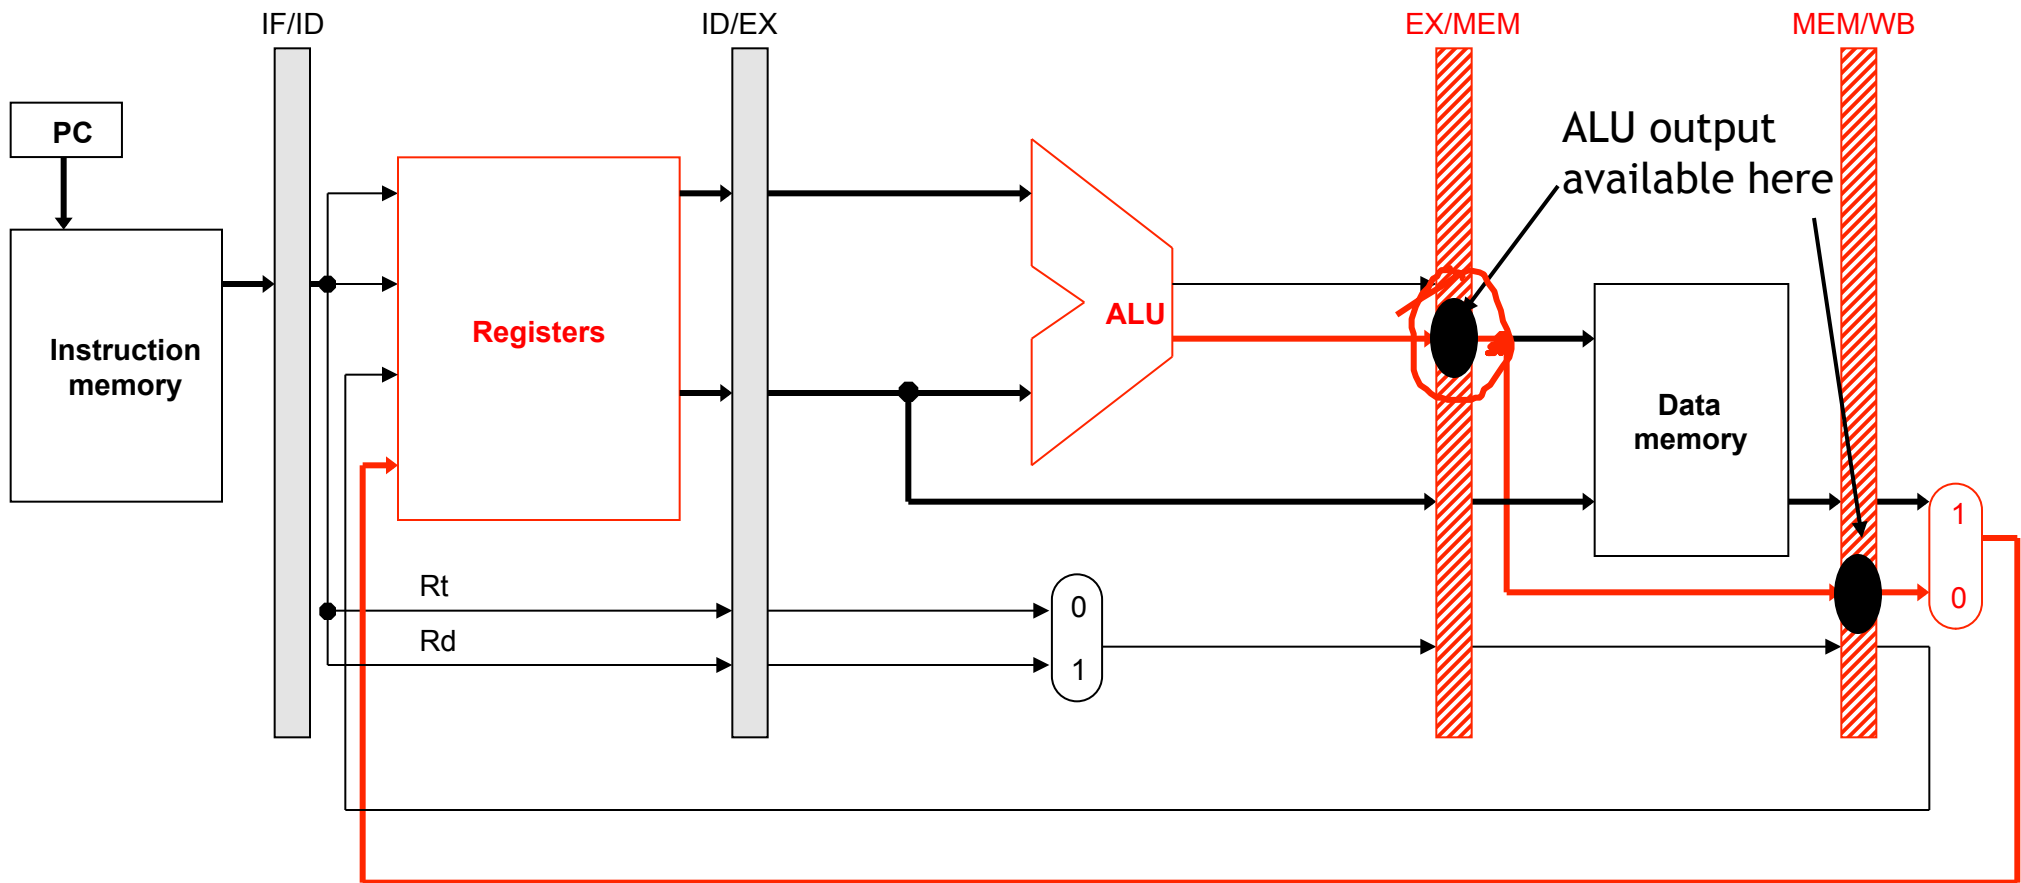 IF/ID
ID/EX
EX/MEM
MEM/WB
PC
ALU output
available here
Instruction
memory
Registers
ALU
Data
memory
1
0
Rt
Rd
0
1